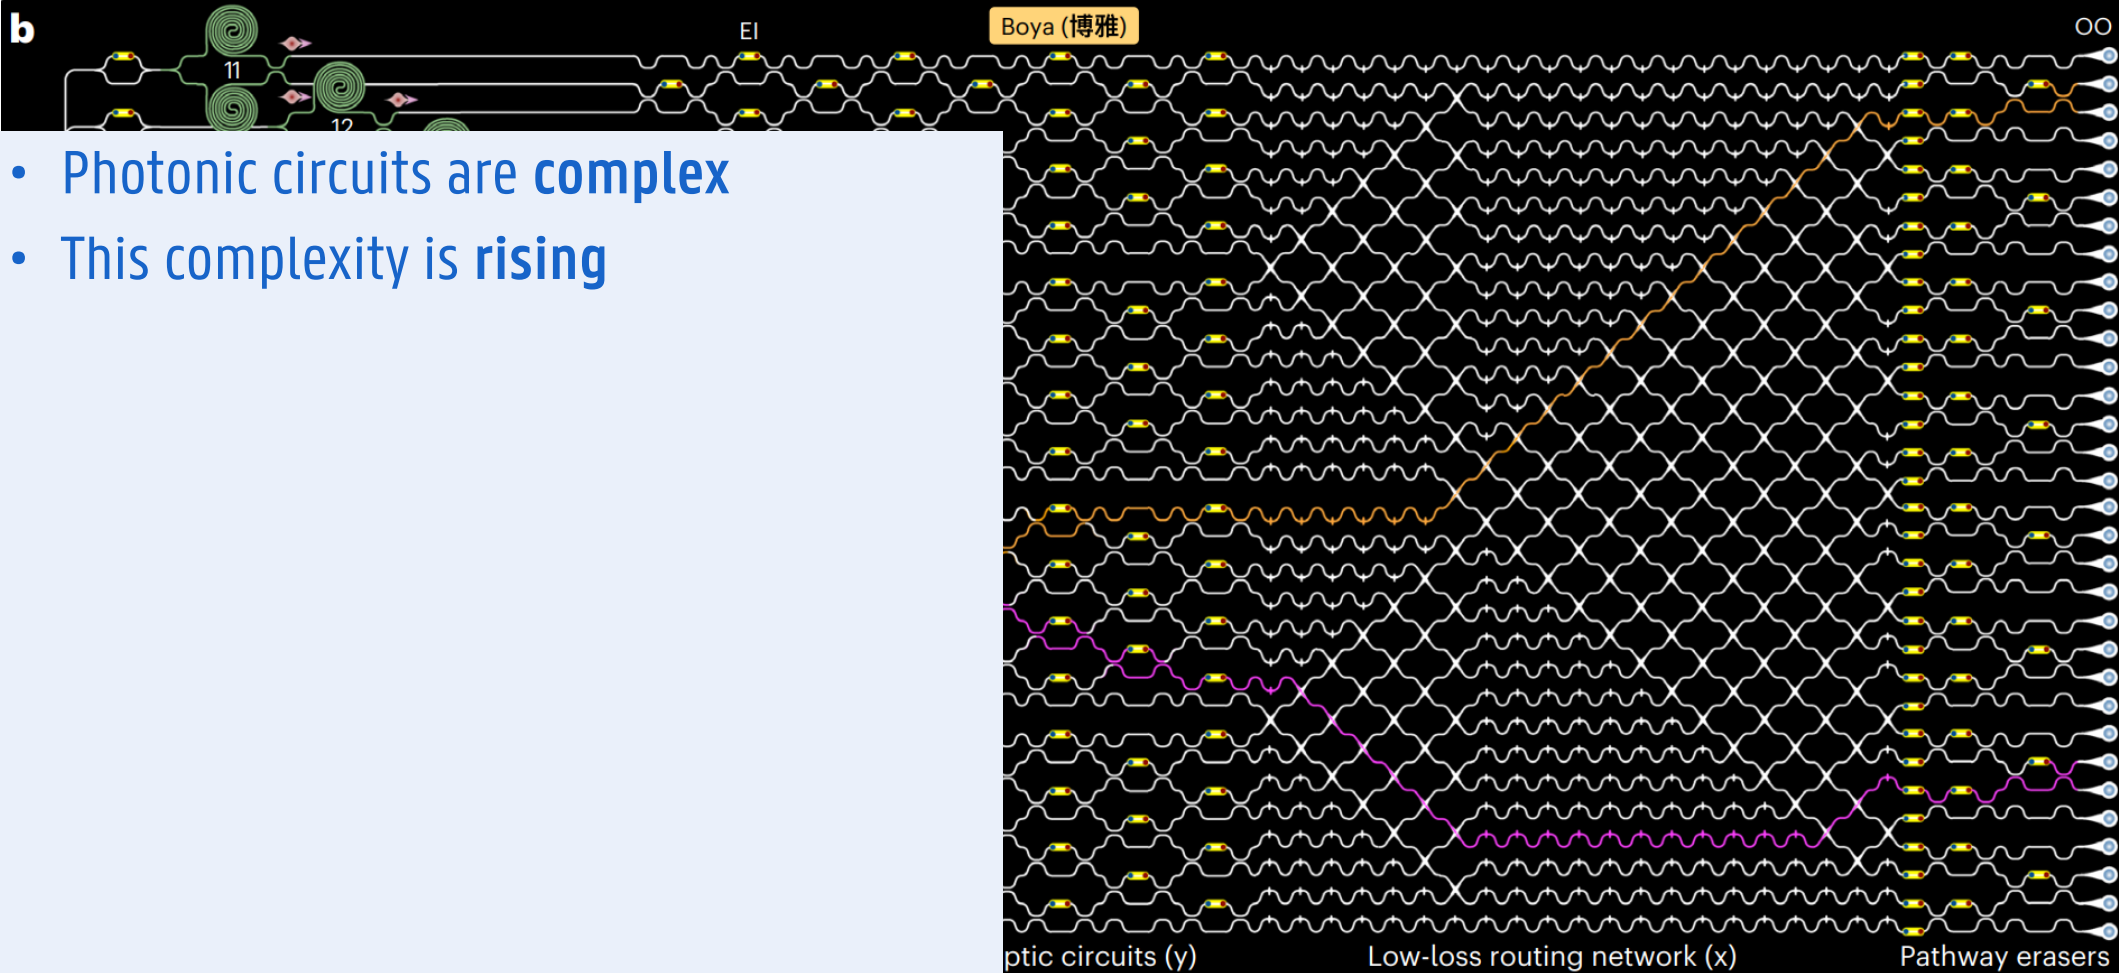 b
EI
Boya (博雅)
OO
11
12
• Photonic circuits are complex
• This complexity is rising
ptic circuits (y)
Low-loss routing network (x)
Pathway erasers